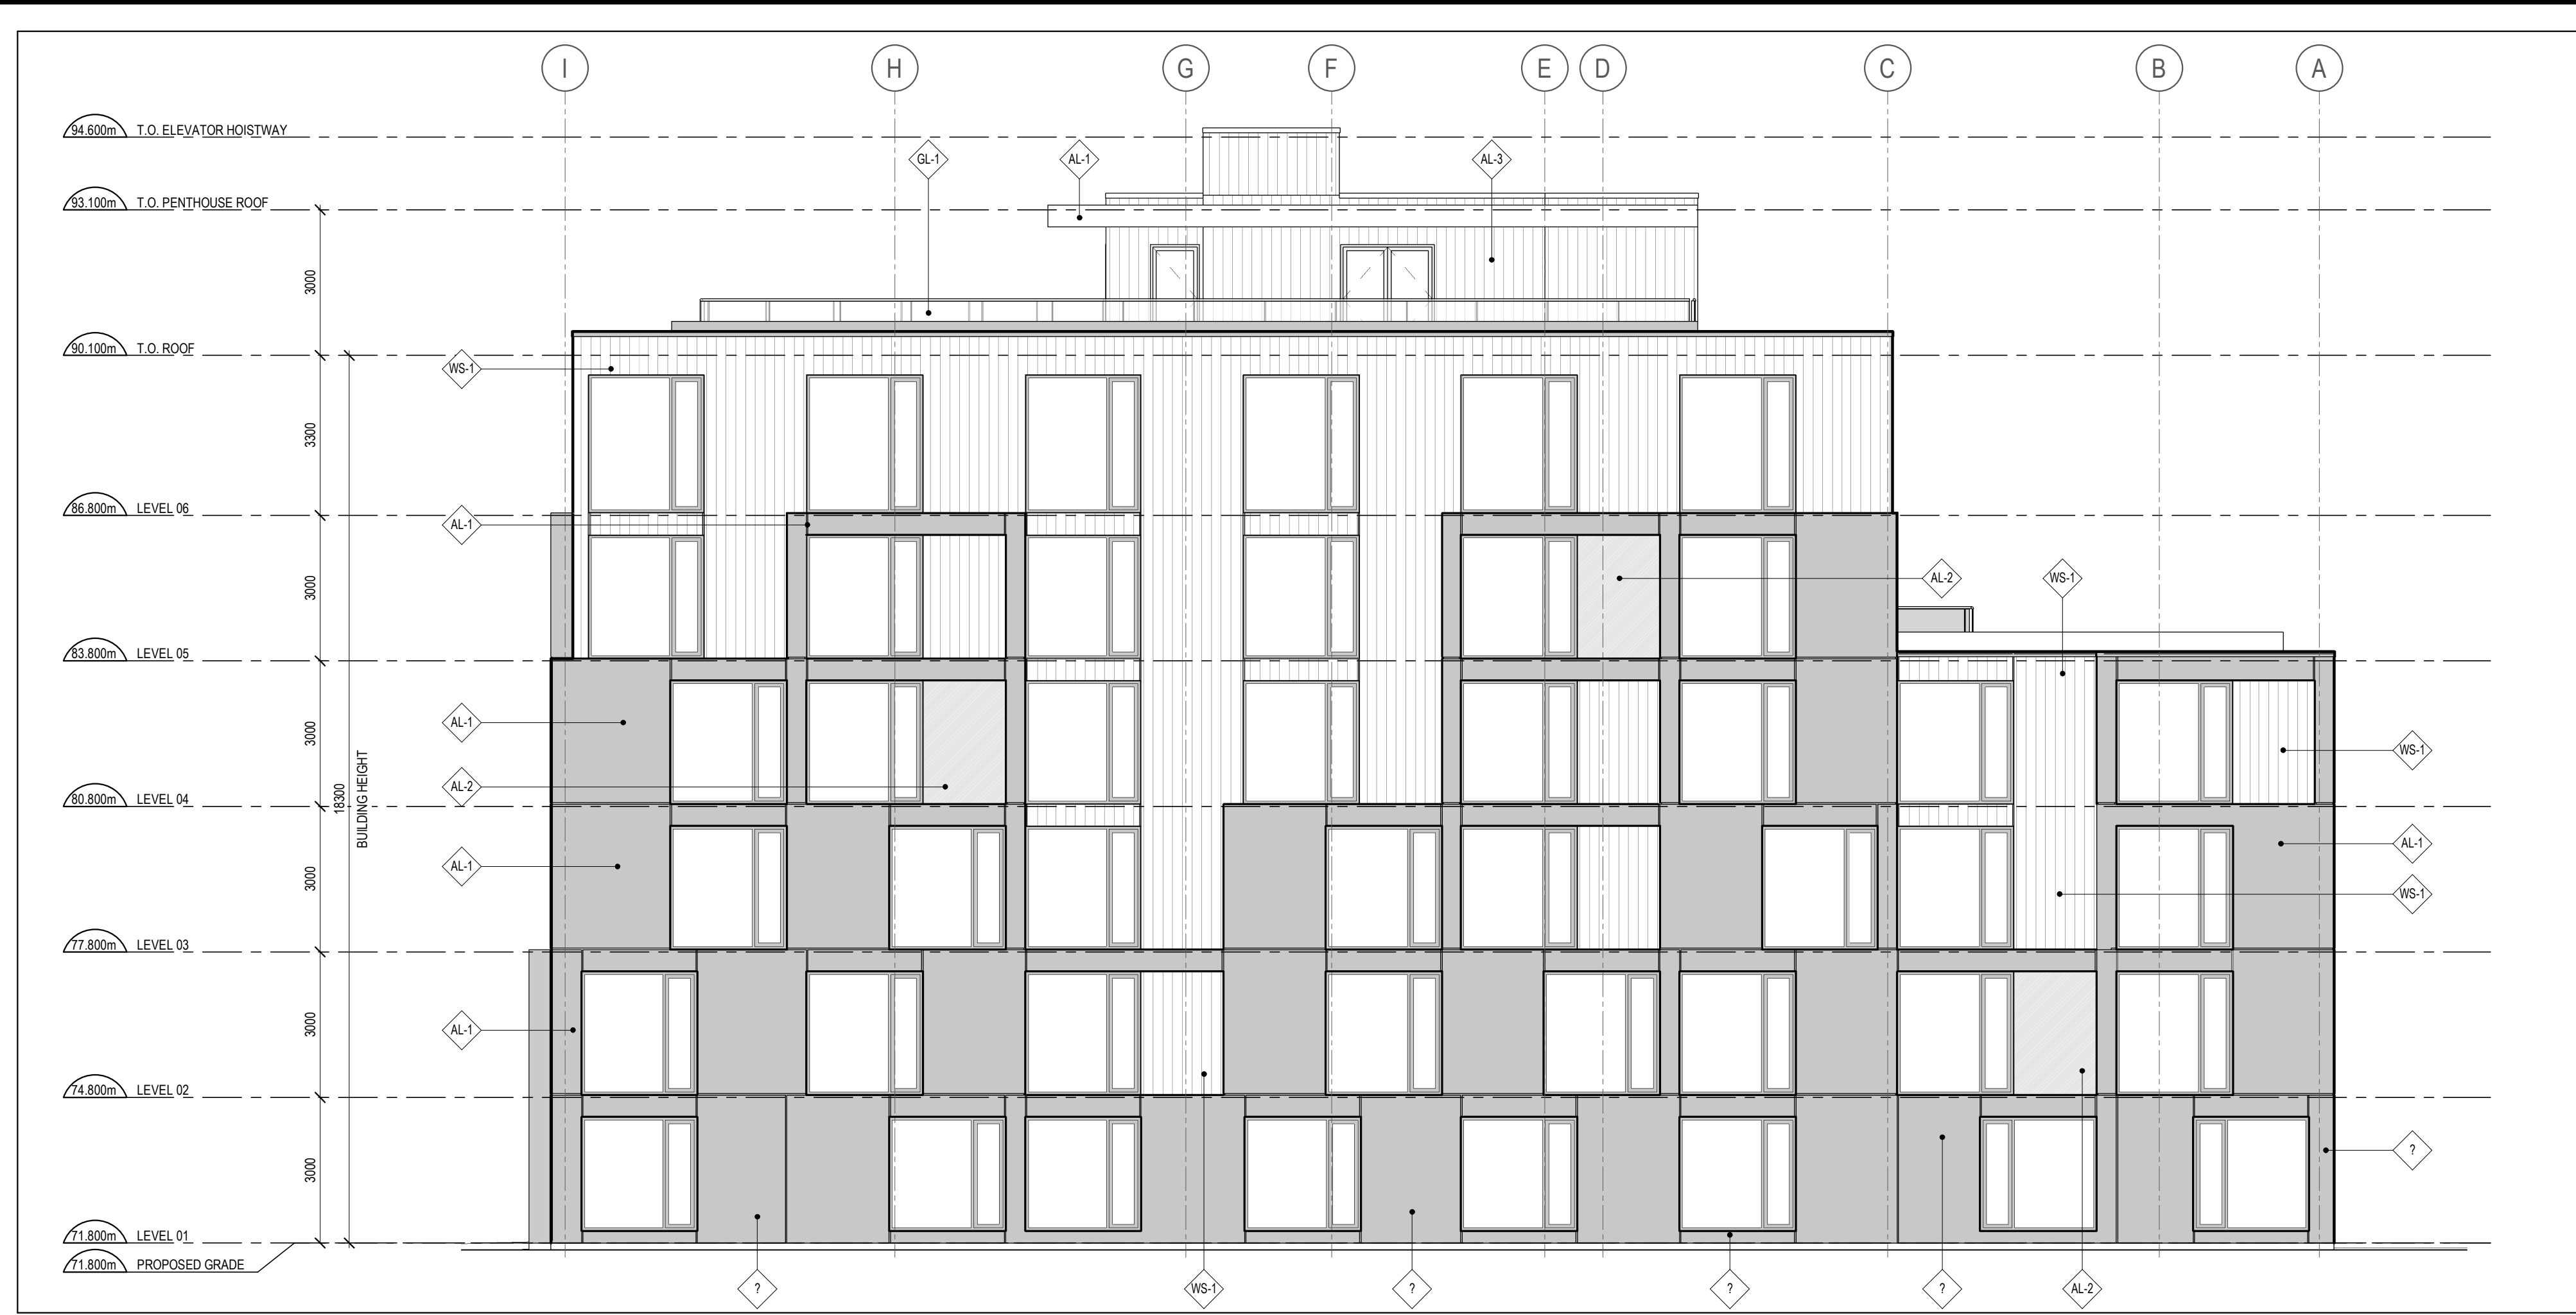 I H G F E D C B A
94.600m T.O. ELEVATOR HOISTWAY
GL-1 AL-1 AL-3
93.100m T.O. PENTHOUSE ROOF
3000
90.100m T.O. ROOF
WS-1
3300
86.800m LEVEL 06
AL-1
3000
AL-2 WS-1
83.800m LEVEL 05
3000
AL-1
WS-1
AL-2
80.800m LEVEL 04
18300
BUILDING HEIGHT
3000
AL-1
AL-1
WS-1
77.800m LEVEL 03
3000
AL-1
74.800m LEVEL 02
3000
?
71.800m LEVEL 01
71.800m PROPOSED GRADE
? WS-1 ? ? ? AL-2